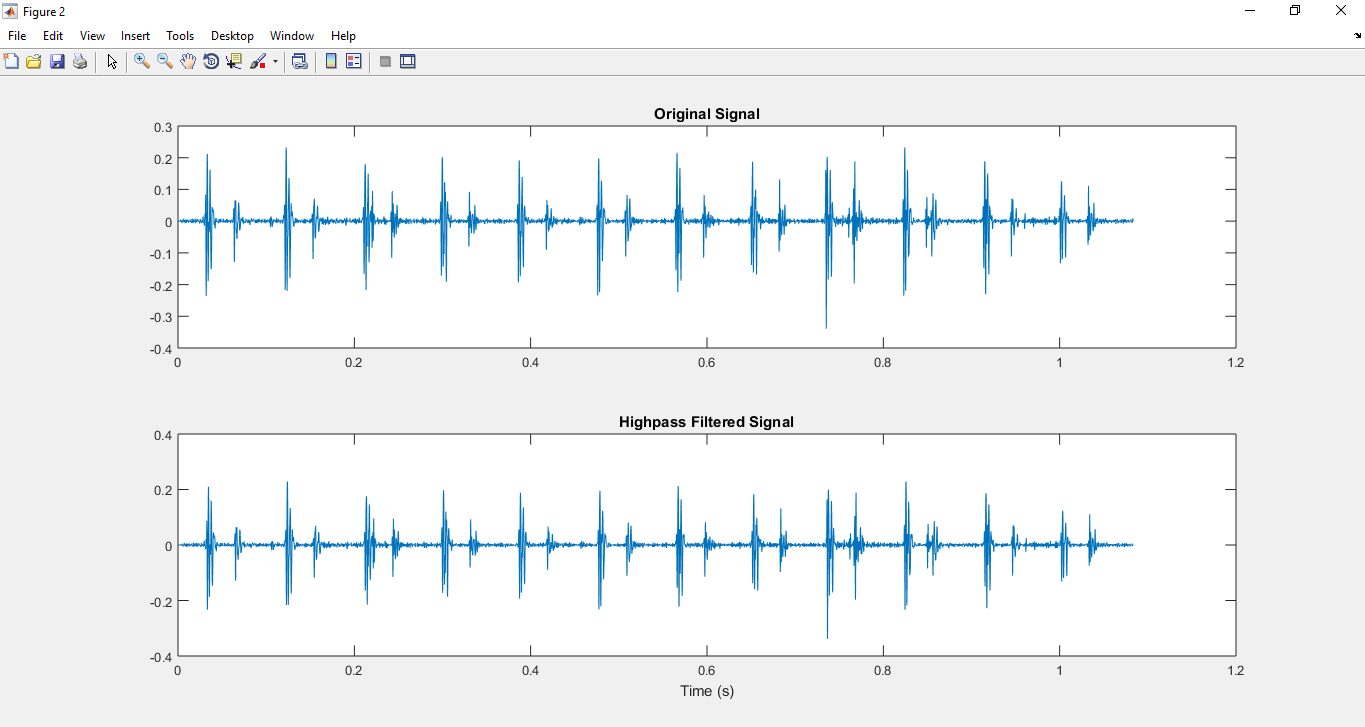 Figure 2
File Edit View Insert Tools Desktop Window Help
Original Signal
0.3
0.2
0.1
0
-0.1
-0.2
-0.3
-0.4
0 0.2 0.4 0.6 0.8 1 1.2
Highpass Filtered Signal
0.4
0.2
0
-0.2
-0.4
0 0.2 0.4 0.6 0.8 1 1.2
Time (s)